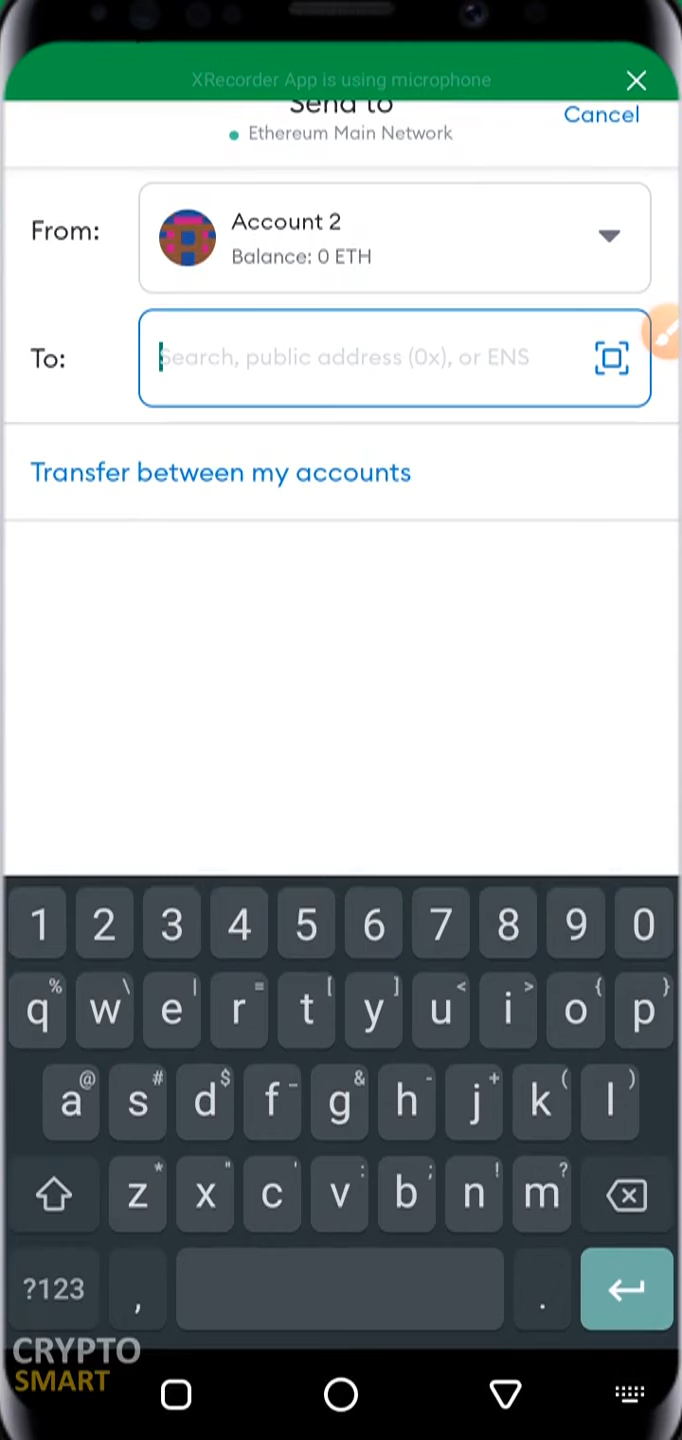 XRecorder App is using microphone
Send to
Cancel
Ethereum Main Network
From:
Account 2
Balance: 0 ETH
To:
Search, public address (0x), or ENS
Transfer between my accounts
1 2 3 4 5 6 7 8 9 0
% \ | = [ ] < > { }
q w e r t y u i o p
@ # $ _ & - + ( )
a s d f g h j k l
* " ' : ; ! ?
z x c v b n m
?123 , .
CRYPTO
SMART